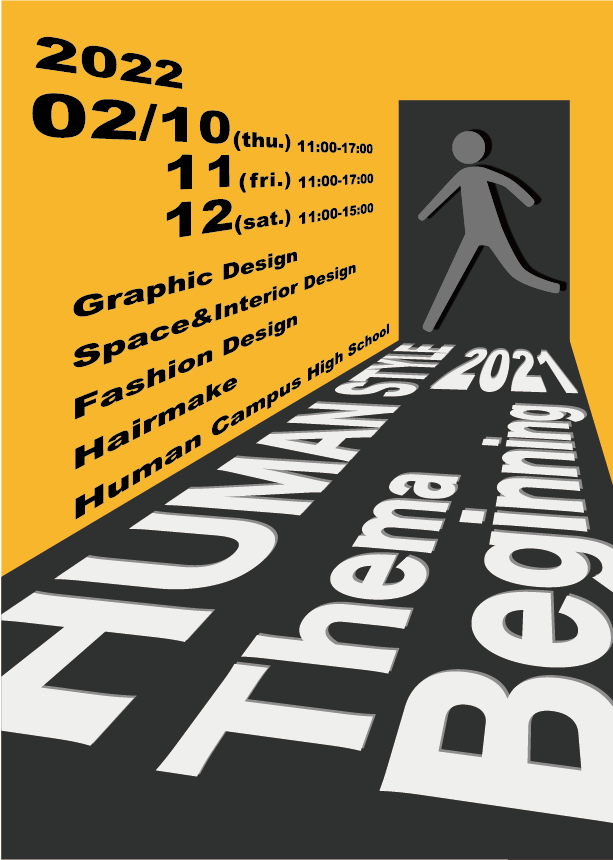 2022
02/10(thu.) 11:00-17:00
11(fri.) 11:00-17:00
12(sat.) 11:00-15:00
Graphic Design
Space&Interior Design
Fashion Design
Hairmake
Human Campus High School
HUMAN STYLE 2021
Thema
Beginning